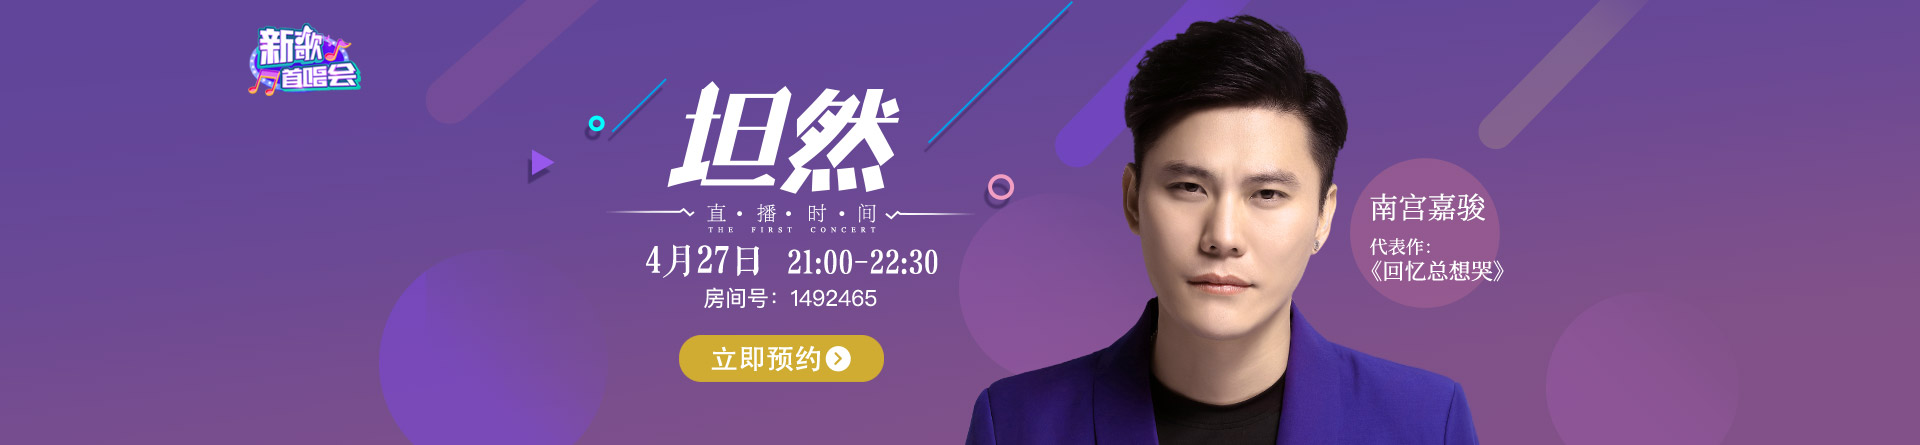 新歌
首唱会
坦然
直·播·时·间
THE FIRST CONCERT
4月27日 21:00-22:30
房间号：1492465
立即预约
南宫嘉骏
代表作：
《回忆总想哭》